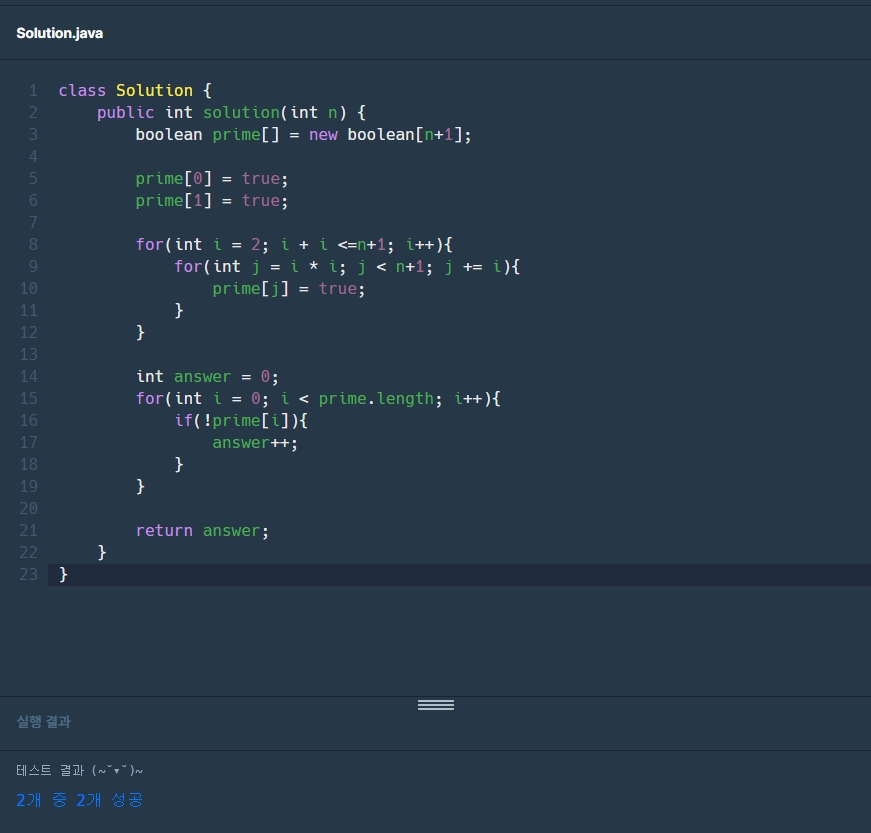 Solution.java
1 class Solution {
2     public int solution(int n) {
3         boolean prime[] = new boolean[n+1];
4
5         prime[0] = true;
6         prime[1] = true;
7
8         for(int i = 2; i + i <=n+1; i++){
9             for(int j = i * i; j < n+1; j += i){
10                 prime[j] = true;
11             }
12         }
13
14         int answer = 0;
15         for(int i = 0; i < prime.length; i++){
16             if(!prime[i]){
17                 answer++;
18             }
19         }
20
21         return answer;
22     }
23 }
실행 결과
테스트 결과 (~˘▾˘)~
2개 중 2개 성공